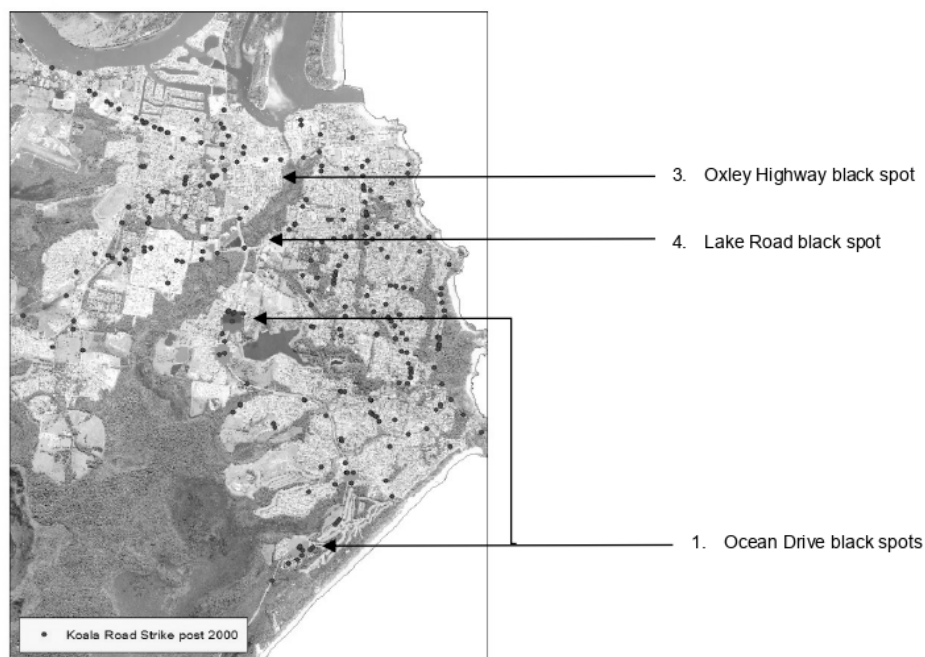 3. Oxley Highway black spot
4. Lake Road black spot
1. Ocean Drive black spots
Koala Road Strike post 2000